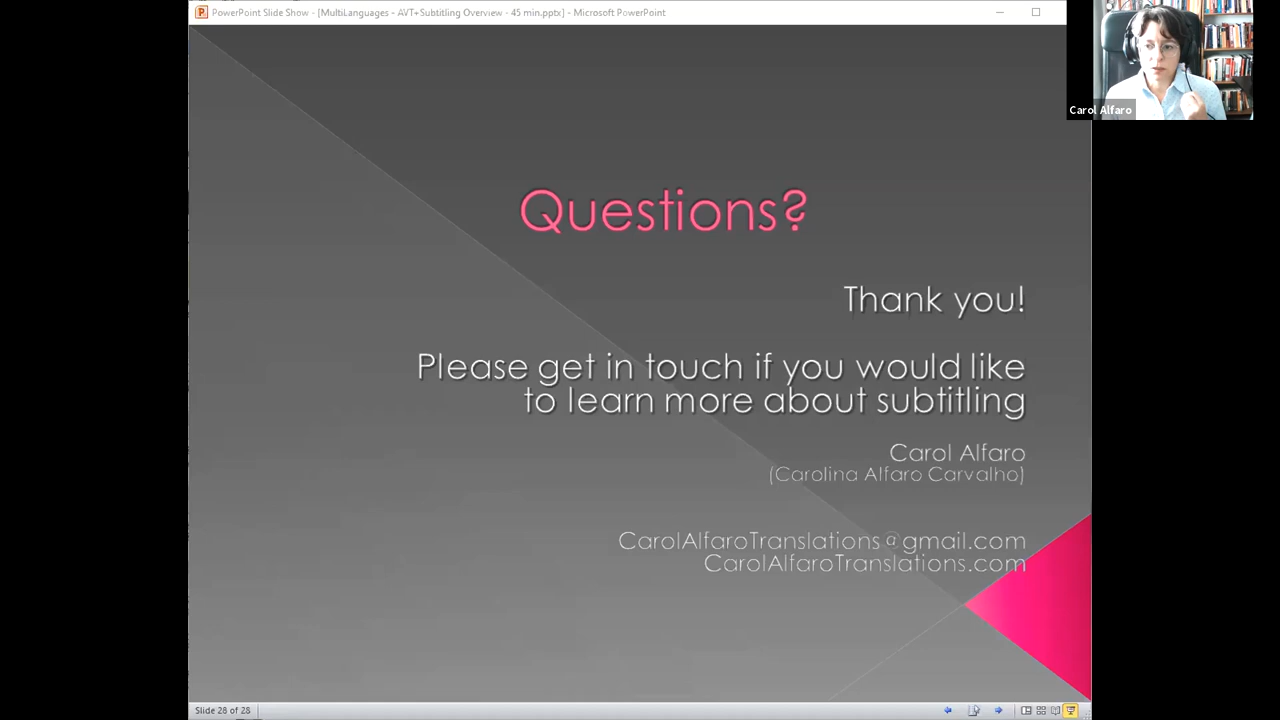 PowerPoint Slide Show - [MultiLanguages - AVT+Subtitling Overview - 45 min.pptx] - Microsoft PowerPoint
Carol Alfaro
Questions?
Thank you!
Please get in touch if you would like
to learn more about subtitling
Carol Alfaro
(Carolina Alfaro Carvalho)
CarolAlfaroTranslations@gmail.com
CarolAlfaroTranslations.com
Slide 28 of 28